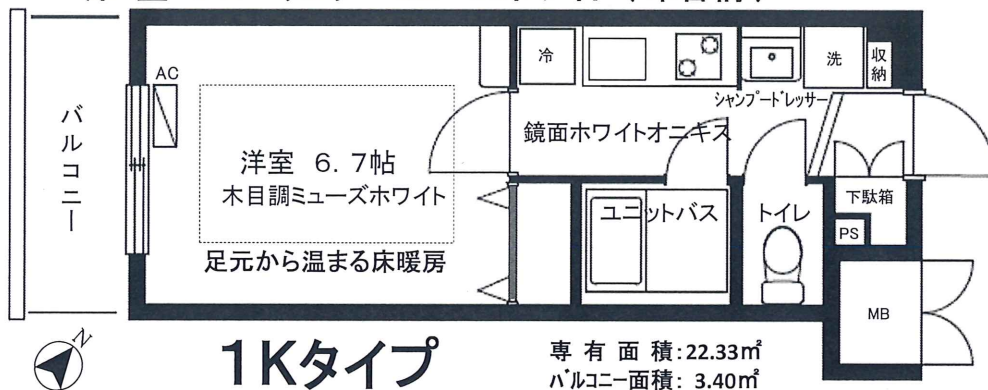 冷
洗
収納
AC
シャンプードレッサー
バルコニー
鏡面ホワイトオニキス
洋室 6.7帖
木目調ミューズホワイト
下駄箱
ユニットバス
トイレ
PS
足元から温まる床暖房
MB
N
1Kタイプ
専有面積:22.33㎡
バルコニー面積: 3.40㎡